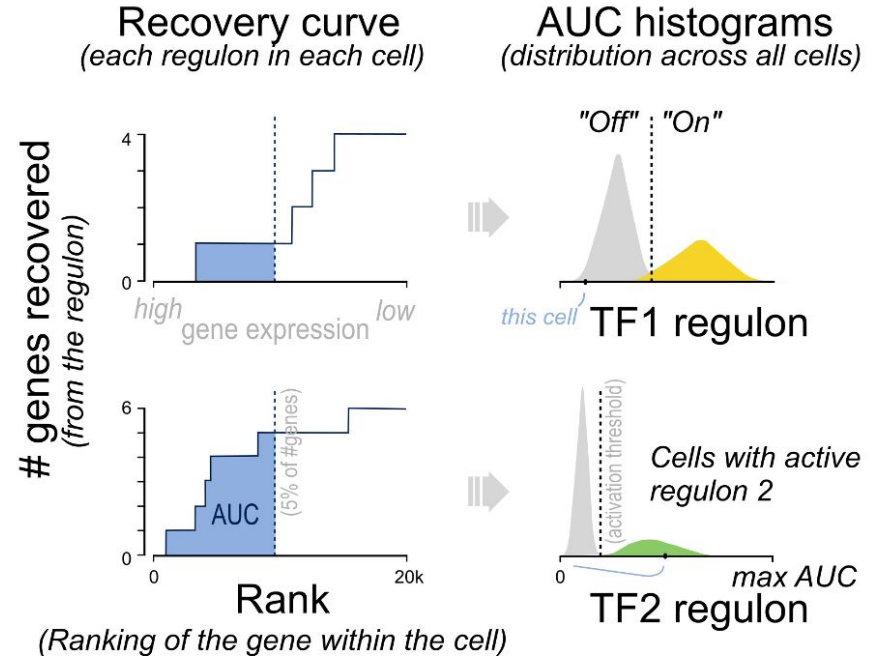 Recovery curve
(each regulon in each cell)
AUC histograms
(distribution across all cells)
# genes recovered
(from the regulon)
4
0
high
low
gene expression
"Off"
"On"
this cell
TF1 regulon
6
0
AUC
(5% of #genes)
0
20k
Rank
(Ranking of the gene within the cell)
(activation threshold)
Cells with active
regulon 2
0
max AUC
TF2 regulon